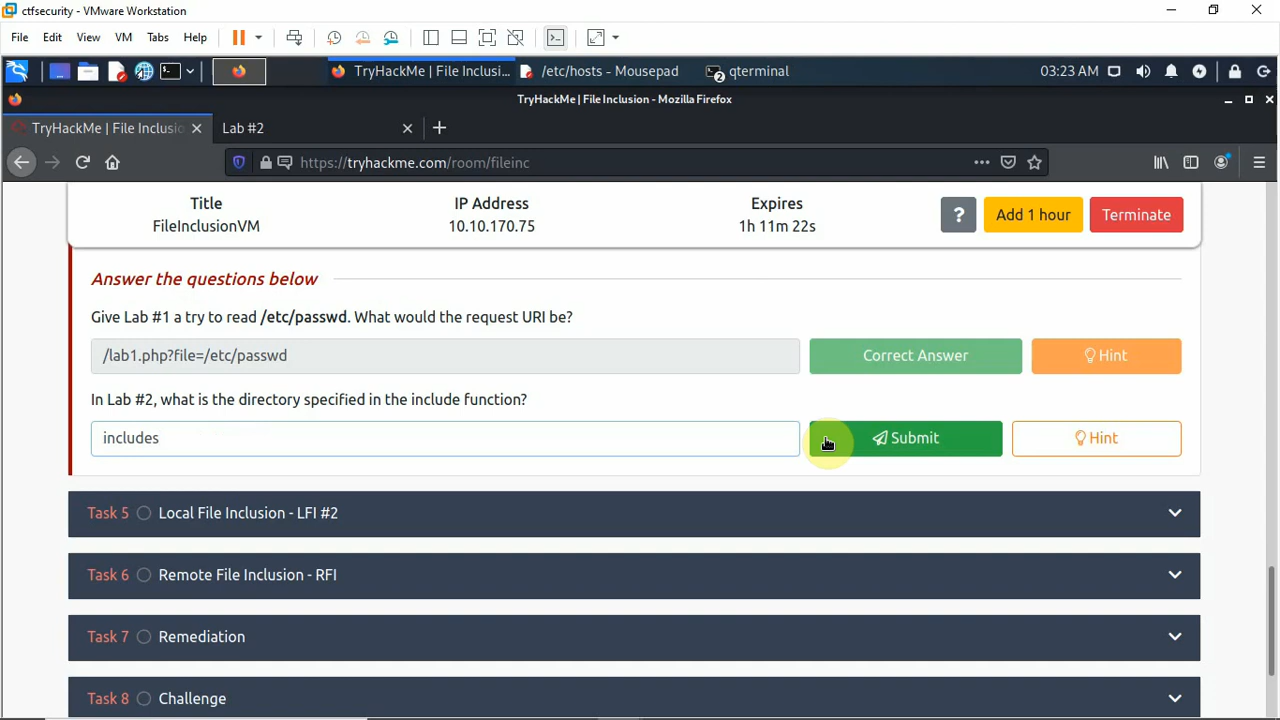 ctfsecurity - VMware Workstation
File Edit View VM Tabs Help
TryHackMe | File Inclusi... /etc/hosts - Mousepad 2 qterminal 03:23 AM
TryHackMe | File Inclusion - Mozilla Firefox
TryHackMe | File Inclusio Lab #2
https://tryhackme.com/room/fileinc
Title IP Address Expires
FileInclusionVM 10.10.170.75 1h 11m 22s ? Add 1 hour Terminate
Answer the questions below
Give Lab #1 a try to read /etc/passwd. What would the request URI be?
/lab1.php?file=/etc/passwd Correct Answer Hint
In Lab #2, what is the directory specified in the include function?
includes Submit Hint
Task 5 Local File Inclusion - LFI #2
Task 6 Remote File Inclusion - RFI
Task 7 Remediation
Task 8 Challenge